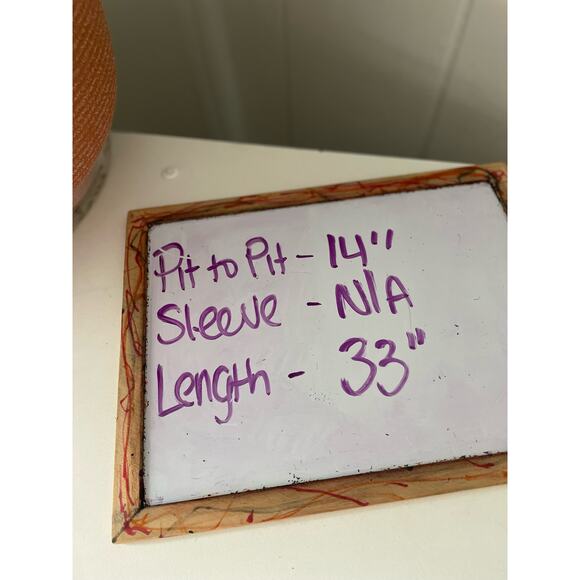 Pit to Pit - 14"
Sleeve - N/A
Length - 33"